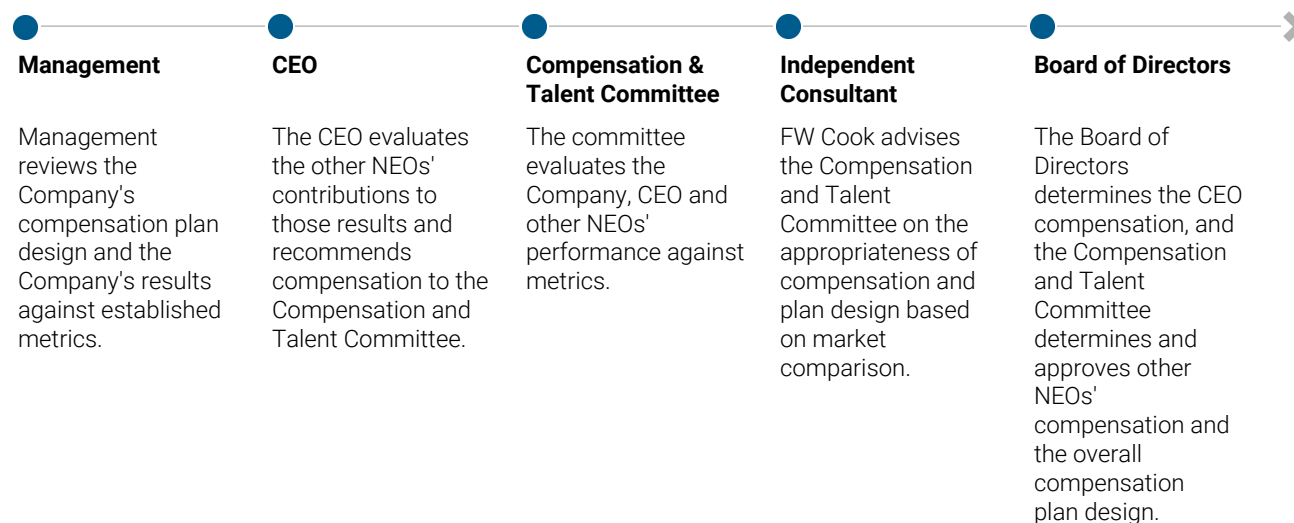 Management
Management
reviews the
Company's
compensation plan
design and the
Company's results
against established
metrics.
CEO
The CEO evaluates
the other NEOs'
contributions to
those results and
recommends
compensation to the
Compensation and
Talent Committee.
Compensation &
Talent Committee
The committee
evaluates the
Company, CEO and
other NEOs'
performance against
metrics.
Independent
Consultant
FW Cook advises
the Compensation
and Talent
Committee on the
appropriateness of
compensation and
plan design based
on market
comparison.
Board of Directors
The Board of
Directors
determines the CEO
compensation, and
the Compensation
and Talent
Committee
determines and
approves other
NEOs'
compensation and
the overall
compensation
plan design.